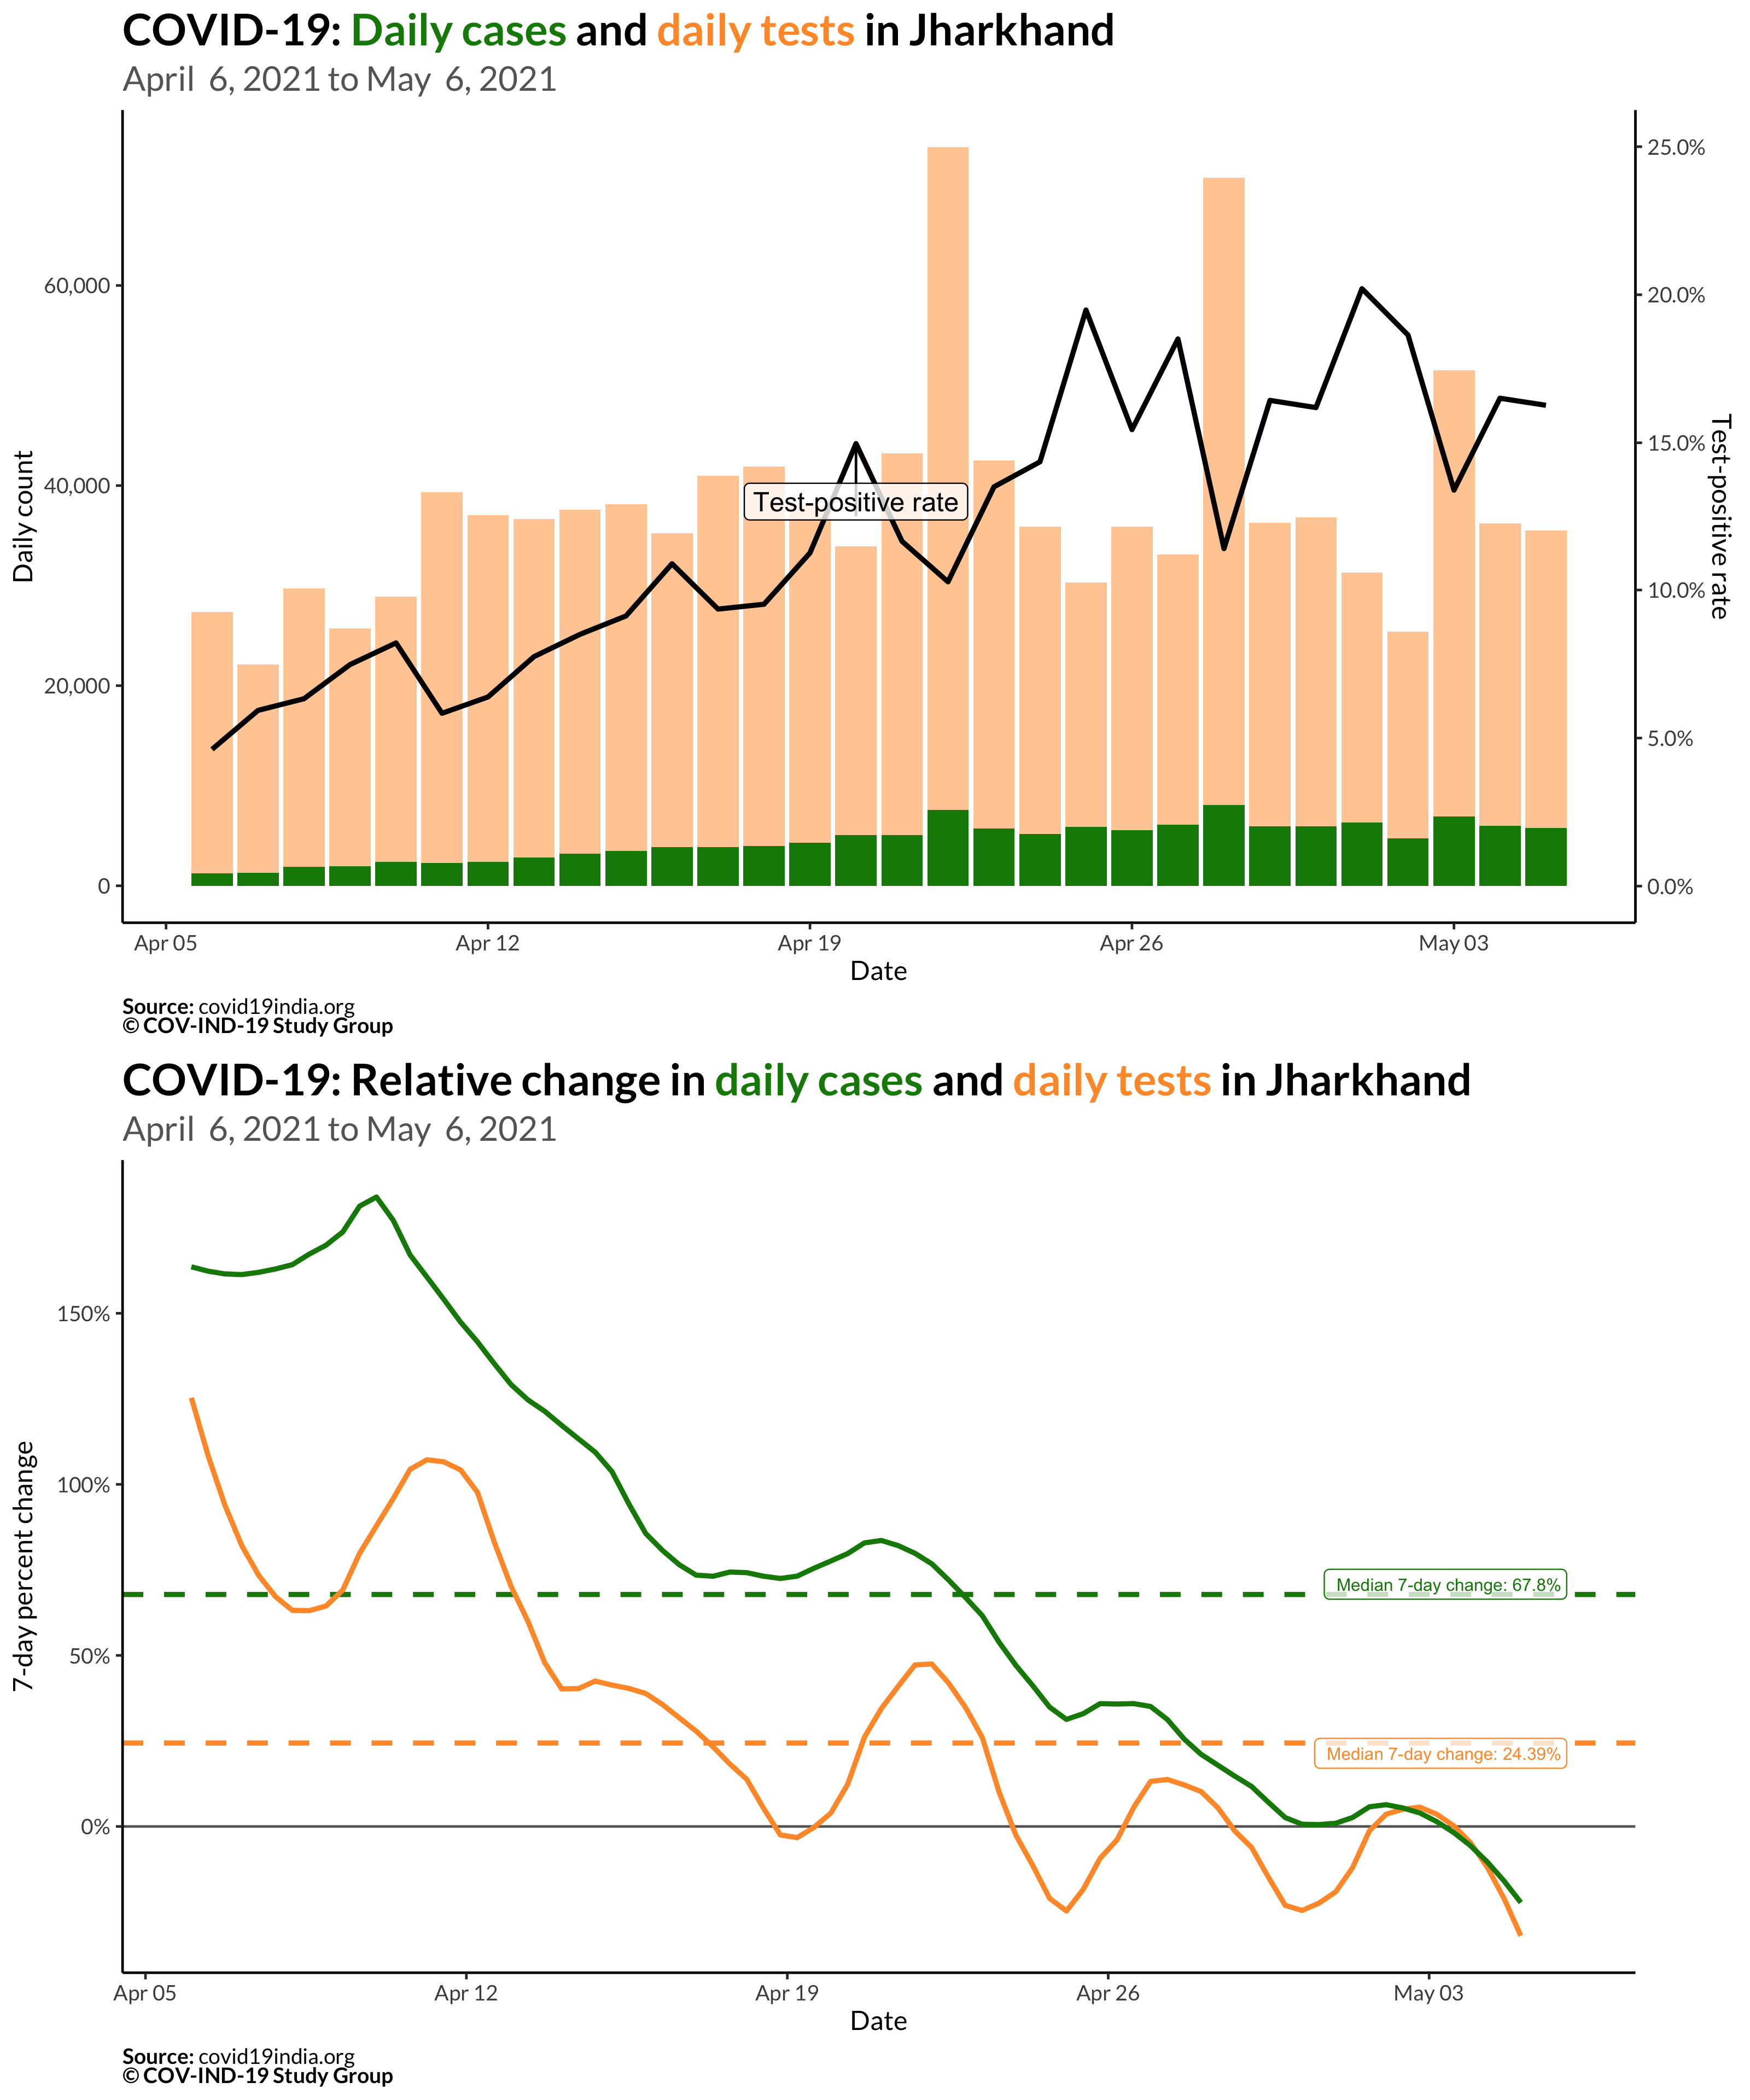 COVID-19: Daily cases and daily tests in Jharkhand
April 6, 2021 to May 6, 2021
Daily count
60,000
40,000
20,000
0
25.0%
20.0%
15.0%
10.0%
5.0%
0.0%
Test-positive rate
Test-positive rate
Apr 05
Apr 12
Apr 19
Apr 26
May 03
Date
Source: covid19india.org
© COV-IND-19 Study Group
COVID-19: Relative change in daily cases and daily tests in Jharkhand
April 6, 2021 to May 6, 2021
7-day percent change
150%
100%
50%
0%
Median 7-day change: 67.8%
Median 7-day change: 24.39%
Apr 05
Apr 12
Apr 19
Apr 26
May 03
Date
Source: covid19india.org
© COV-IND-19 Study Group